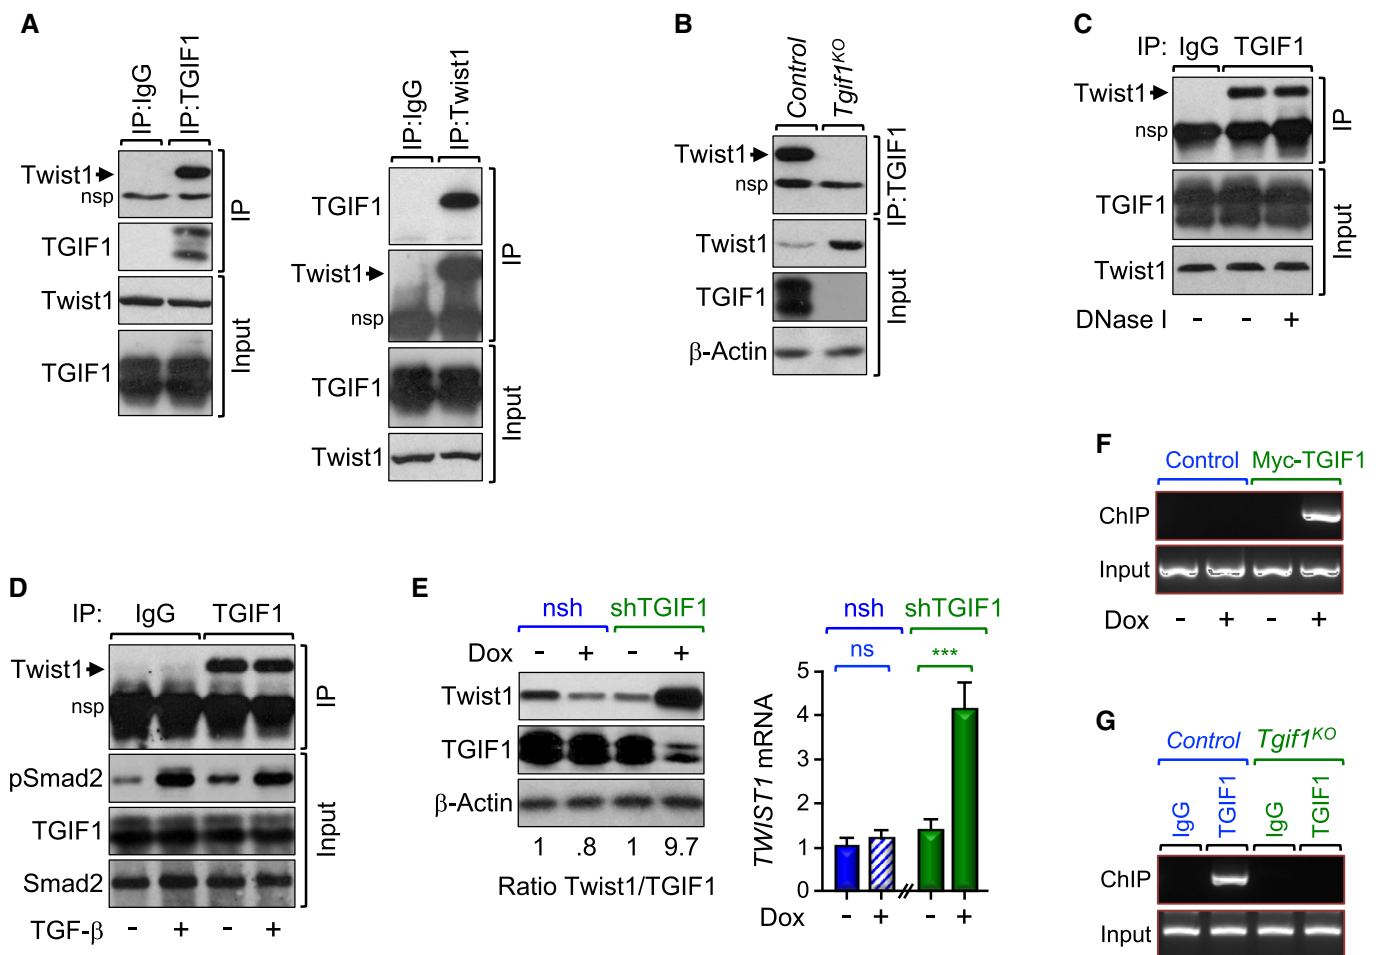 A
IP:IgG
IP:TGIF1
Twist1
nsp
TGIF1
IP
Twist1
TGIF1
Input
IP:IgG
IP:Twist1
TGIF1
Twist1
nsp
IP
TGIF1
Twist1
Input
B
Control
Tgif1KO
Twist1
nsp
IP:TGIF1
Twist1
TGIF1
β-Actin
Input
C
IP: IgG TGIF1
Twist1
nsp
IP
TGIF1
Twist1
Input
DNase I - - +
D
IP: IgG TGIF1
Twist1
nsp
IP
pSmad2
TGIF1
Smad2
Input
TGF-β - + - +
E
nsh shTGIF1
Dox - + - +
Twist1
TGIF1
β-Actin
1 .8 1 9.7
Ratio Twist1/TGIF1
nsh shTGIF1
ns ***
TWIST1 mRNA
5
4
3
2
1
0
Dox - + - +
F
Control Myc-TGIF1
ChIP
Input
Dox - + - +
G
Control Tgif1KO
IgG
TGIF1
IgG
TGIF1
ChIP
Input